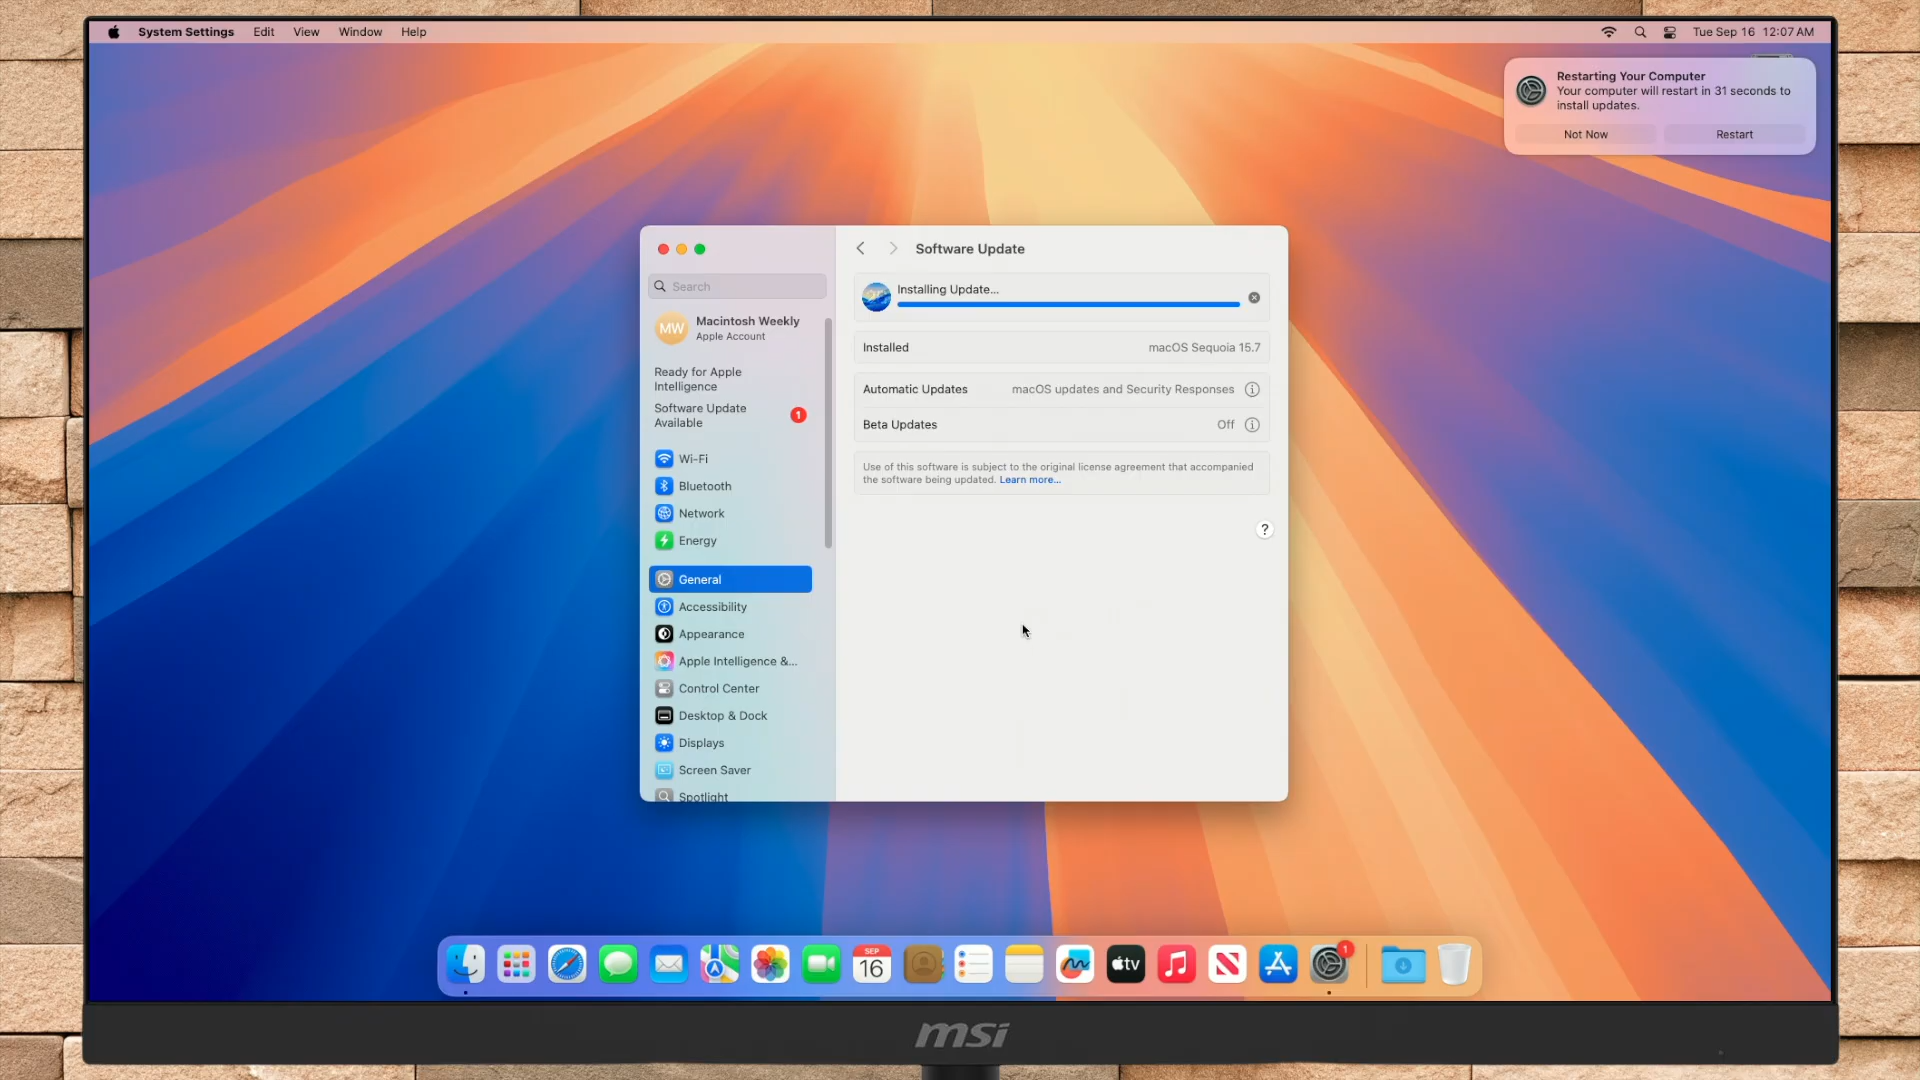 System Settings Edit View Window Help
Tue Sep 16 12:07 AM
Restarting Your Computer
Your computer will restart in 31 seconds to
install updates.
Not Now Restart
Software Update
Search
Macintosh Weekly
Apple Account
MW
Ready for Apple
Intelligence
Software Update
Available
1
Wi-Fi
Bluetooth
Network
Energy
General
Accessibility
Appearance
Apple Intelligence &...
Control Center
Desktop & Dock
Displays
Screen Saver
Spotlight
Installing Update...
Installed macOS Sequoia 15.7
Automatic Updates macOS updates and Security Responses
Beta Updates Off
Use of this software is subject to the original license agreement that accompanied
the software being updated. Learn more...
?
SEP
16
tv
1
msi